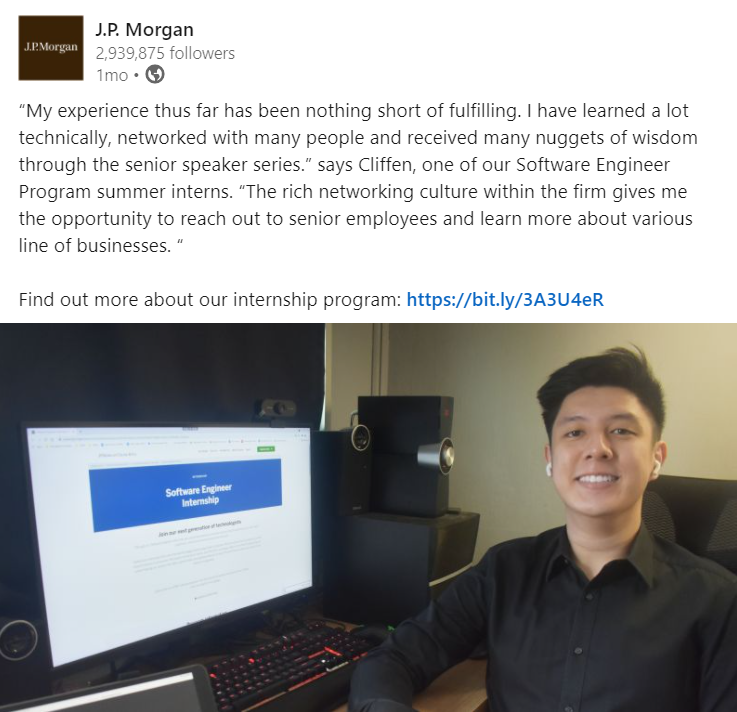 J.P.Morgan
J.P. Morgan
2,939,875 followers
1mo •
“My experience thus far has been nothing short of fulfilling. I have learned a lot
technically, networked with many people and received many nuggets of wisdom
through the senior speaker series.” says Cliffen, one of our Software Engineer
Program summer interns. “The rich networking culture within the firm gives me
the opportunity to reach out to senior employees and learn more about various
line of businesses. “
Find out more about our internship program: https://bit.ly/3A3U4eR
Software Engineer
Internship
Join our next generation of technologists